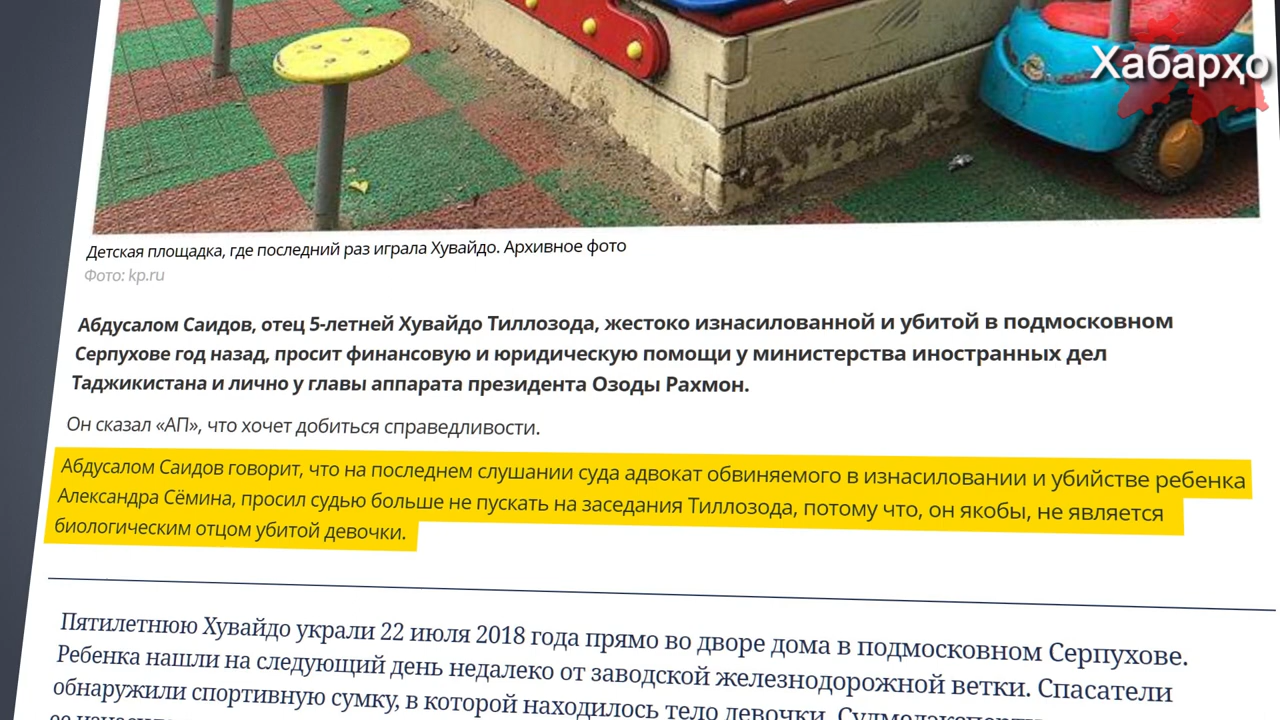 Хабарҳо
Детская площадка, где последний раз играла Хувайдо. Архивное фото
Фото: kp.ru
Абдусалом Саидов, отец 5-летней Хувайдо Тиллозода, жестоко изнасилованной и убитой в подмосковном
Серпухове год назад, просит финансовую и юридическую помощи у министерства иностранных дел
Таджикистана и лично у главы аппарата президента Озоды Рахмон.
Он сказал «АП», что хочет добиться справедливости.
Абдусалом Саидов говорит, что на последнем слушании суда адвокат обвиняемого в изнасиловании и убийстве ребенка
Александра Сёмина, просил судью больше не пускать на заседания Тиллозода, потому что, он якобы, не является
биологическим отцом убитой девочки.
Пятилетнюю Хувайдо украли 22 июля 2018 года прямо во дворе дома в подмосковном Серпухове.
Ребенка нашли на следующий день недалеко от заводской железнодорожной ветки. Спасатели
обнаружили спортивную сумку, в которой находилось тело девочки.